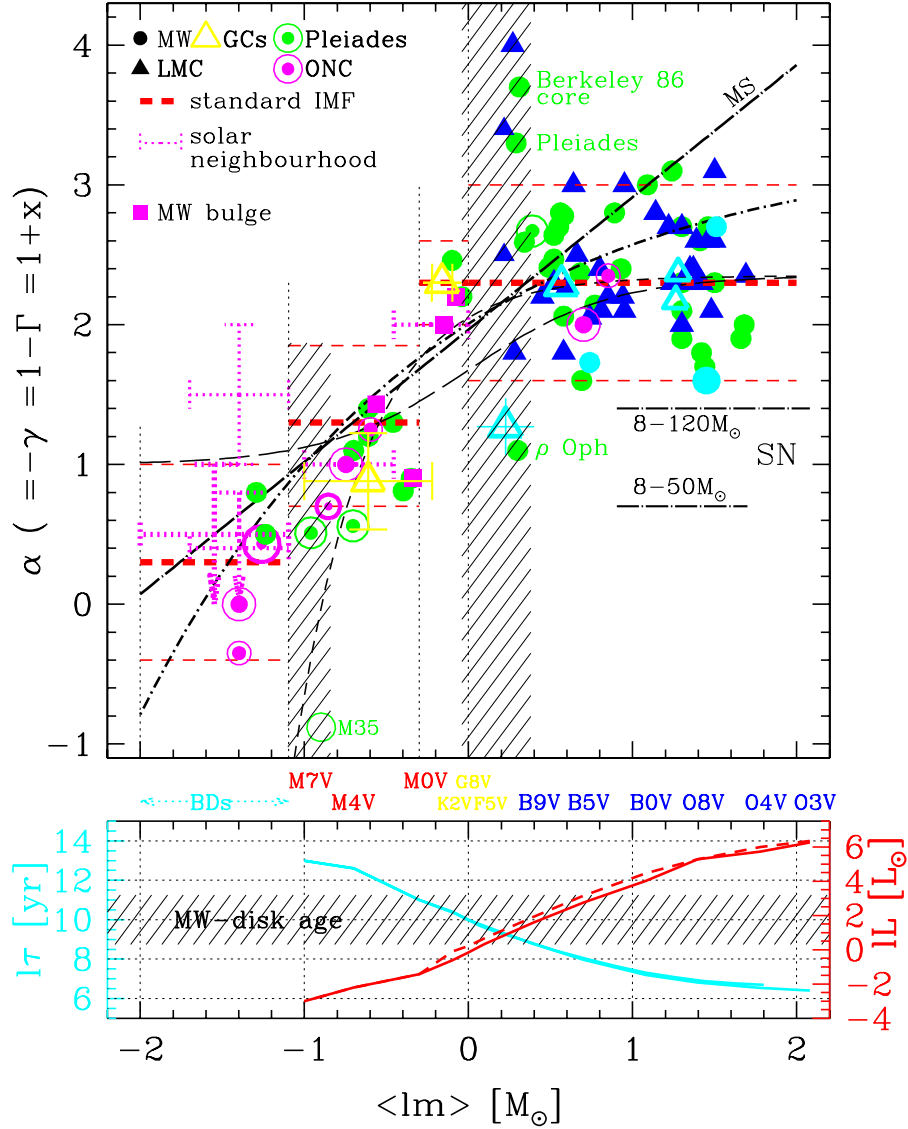 MW GCs Pleiades
LMC ONC
standard IMF
solar
neighbourhood
MW bulge
Berkeley 86
core
Pleiades
MS
ρ Oph
8-120M⊙
SN
8-50M⊙
M35
4
3
2
1
0
-1
α ( =-γ =1-Γ =1+x)
M7V M0V G8V
BDs M4V K2V F5V B9V B5V B0V O8V O4V O3V
14
12
10
8
6
lτ [yr]
MW-disk age
6
4
2
0
-2
-4
lL [L⊙]
-2 -1 0 1 2
<lm> [M⊙]